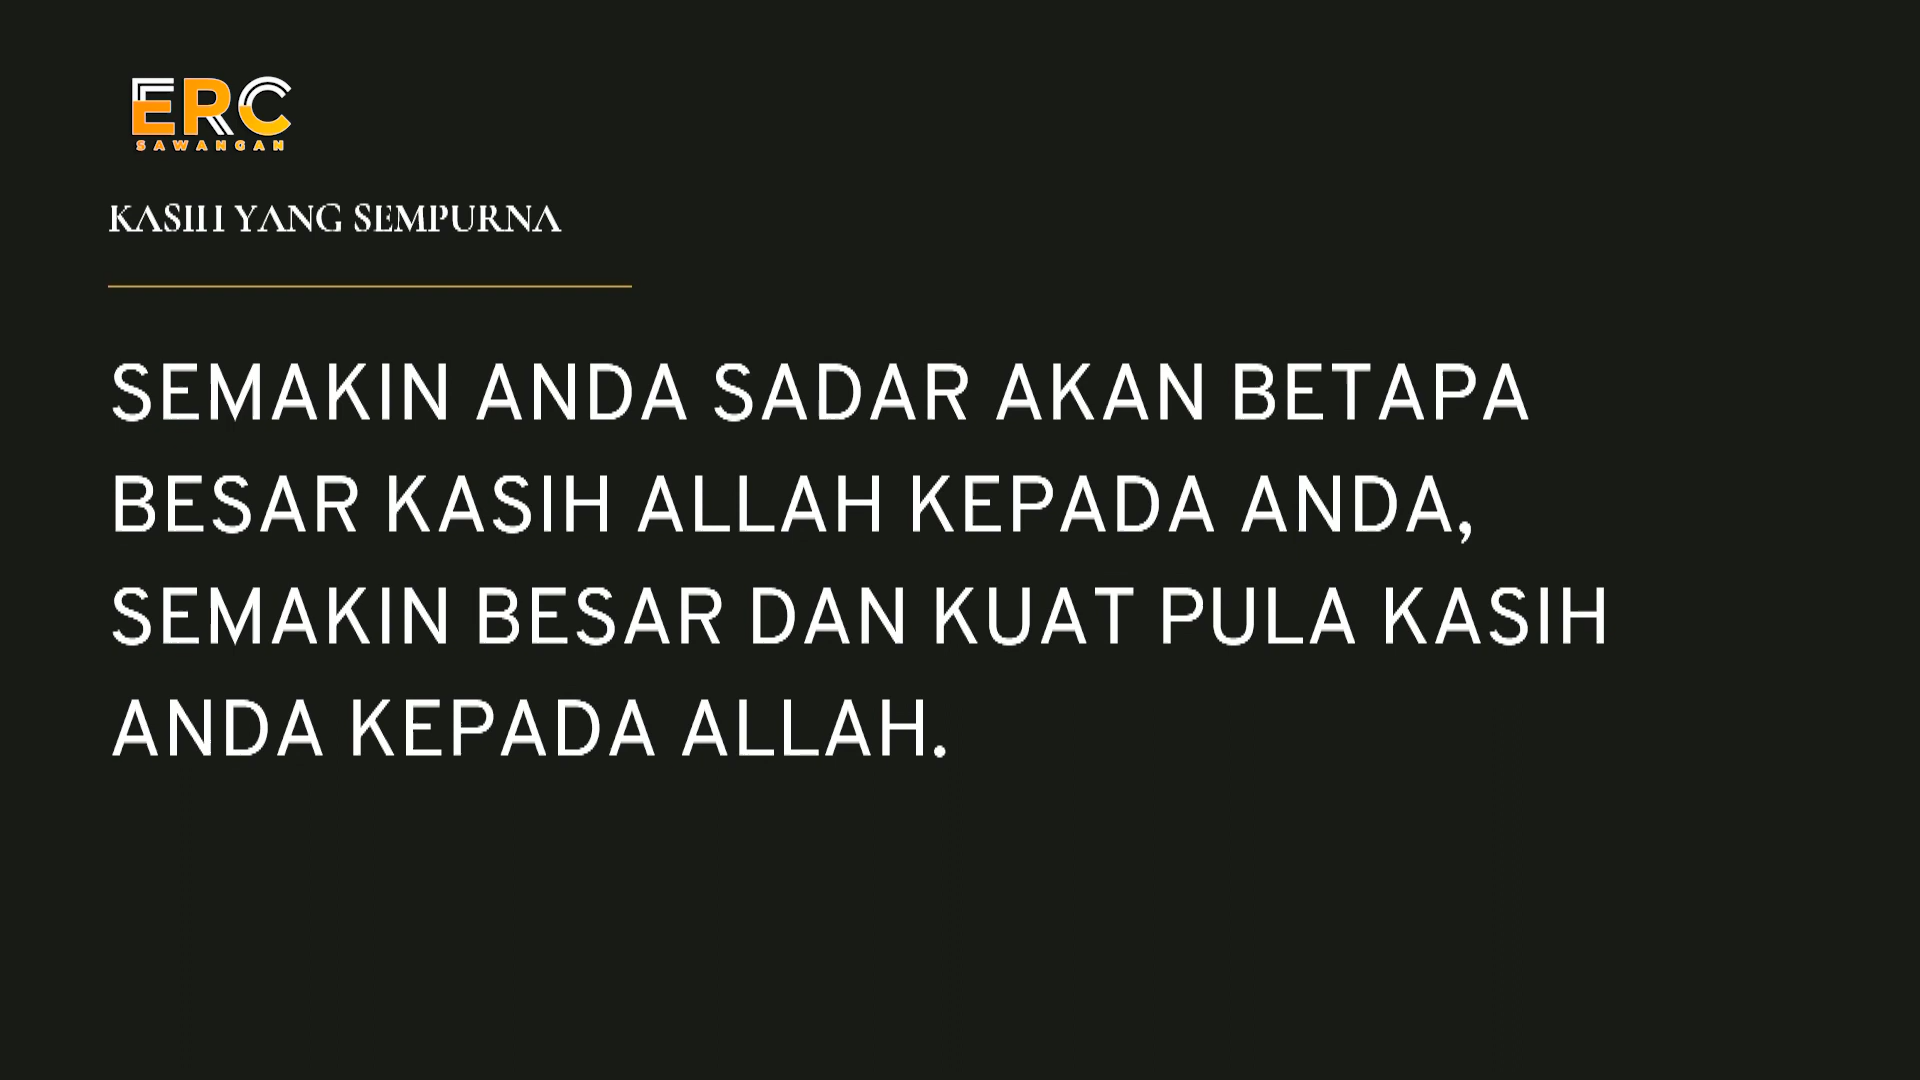 ERC
SAWANGAN
KASIH YANG SEMPURNA
SEMAKIN ANDA SADAR AKAN BETAPA
BESAR KASIH ALLAH KEPADA ANDA,
SEMAKIN BESAR DAN KUAT PULA KASIH
ANDA KEPADA ALLAH.